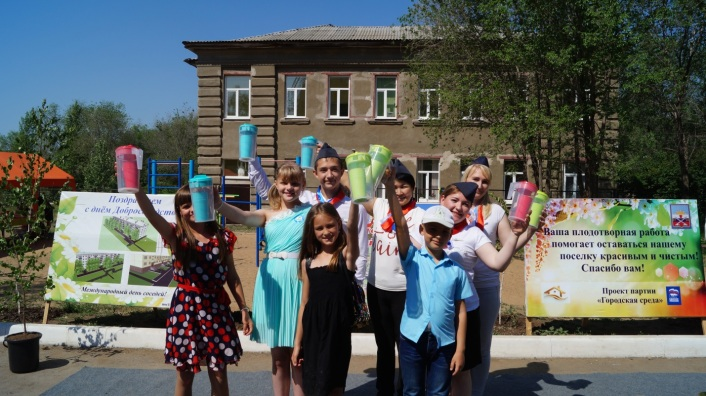 Поздравляем
с днём Добрососедства
Международный день соседей!
Ваша плодотворная работа
помогает оставаться нашему
поселку красивым и чистым!
Спасибо вам!
Проект партии
«Городская среда»